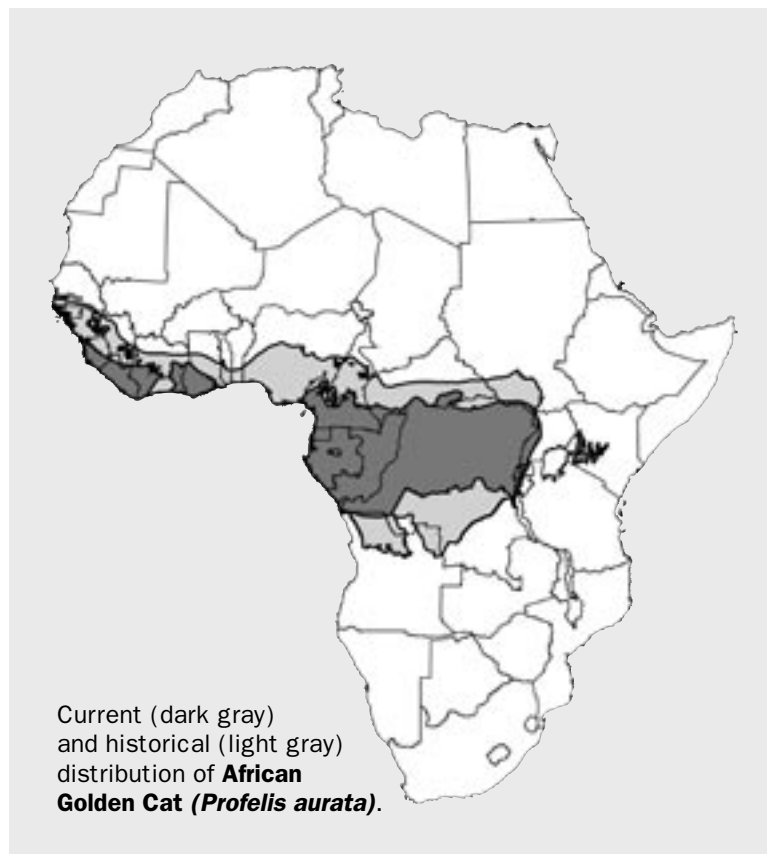 Current (dark gray)
and historical (light gray)
distribution of African
Golden Cat (Profelis aurata).